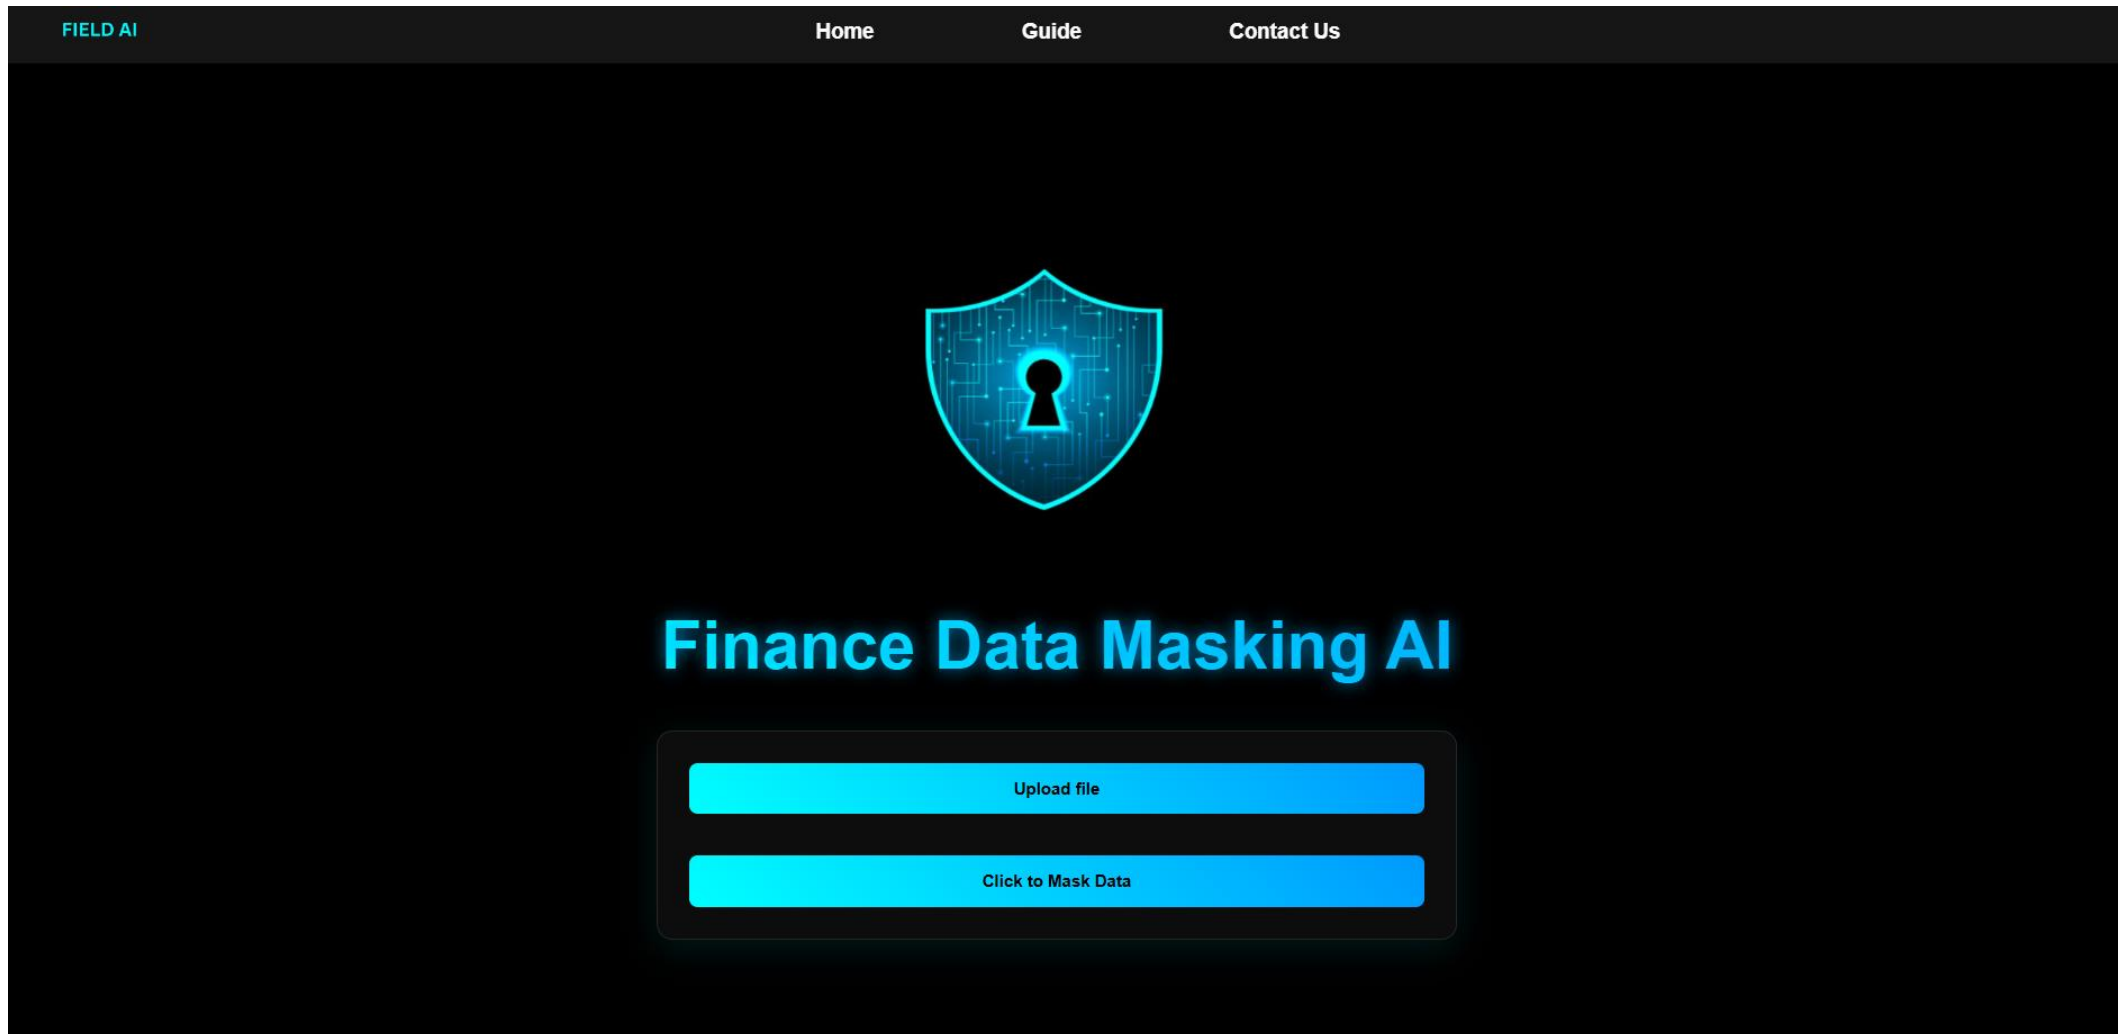 FIELD AI
Home
Guide
Contact Us
Finance Data Masking AI
Upload file
Click to Mask Data